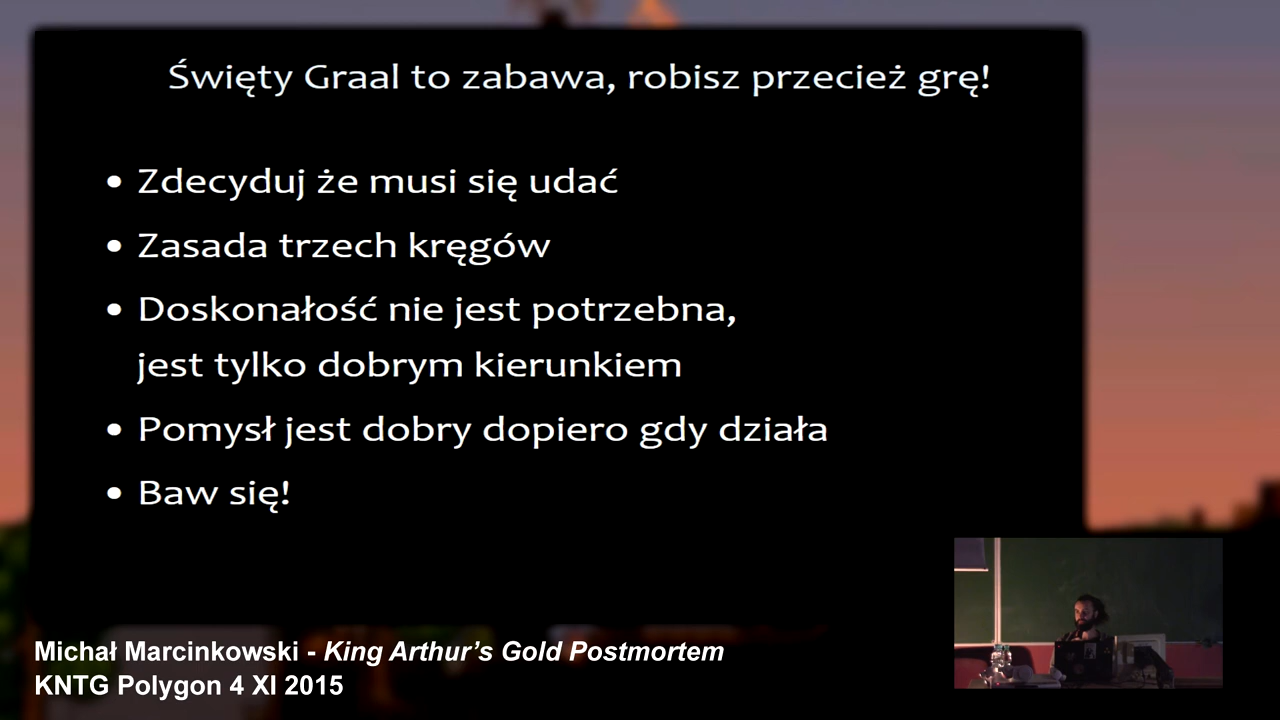 Święty Graal to zabawa, robisz przecież grę!
• Zdecyduj że musi się udać
• Zasada trzech kręgów
• Doskonałość nie jest potrzebna,
jest tylko dobrym kierunkiem
• Pomysł jest dobry dopiero gdy działa
• Baw się!
Michał Marcinkowski - King Arthur's Gold Postmortem
KNTG Polygon 4 XI 2015